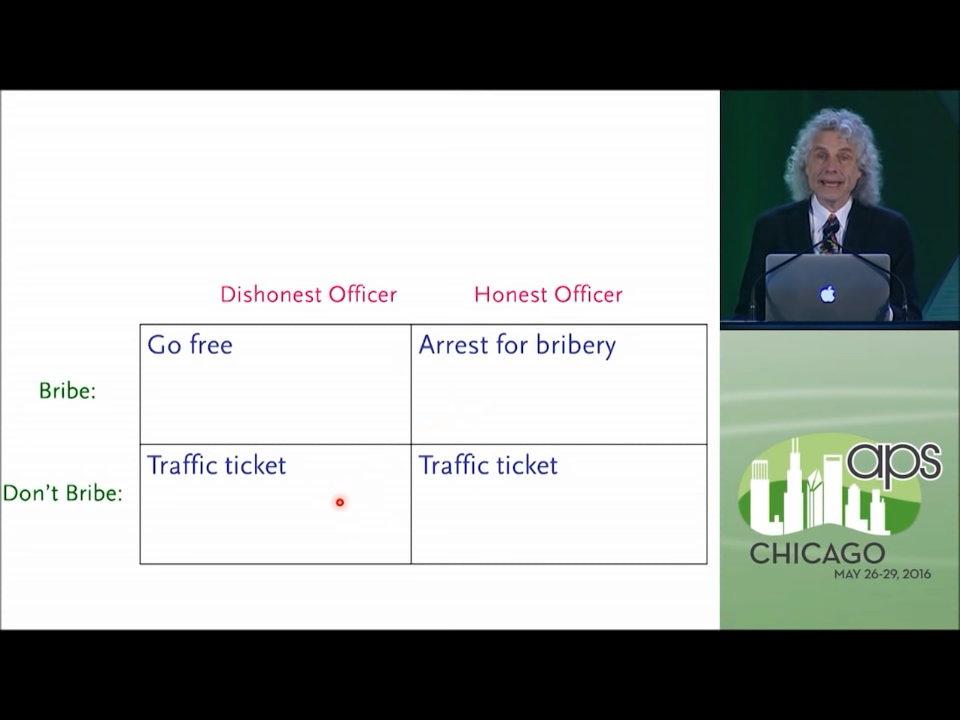 Dishonest Officer Honest Officer
Go free Arrest for bribery
Bribe:
Traffic ticket Traffic ticket
Don't Bribe:
aps
CHICAGO
MAY 26-29, 2016